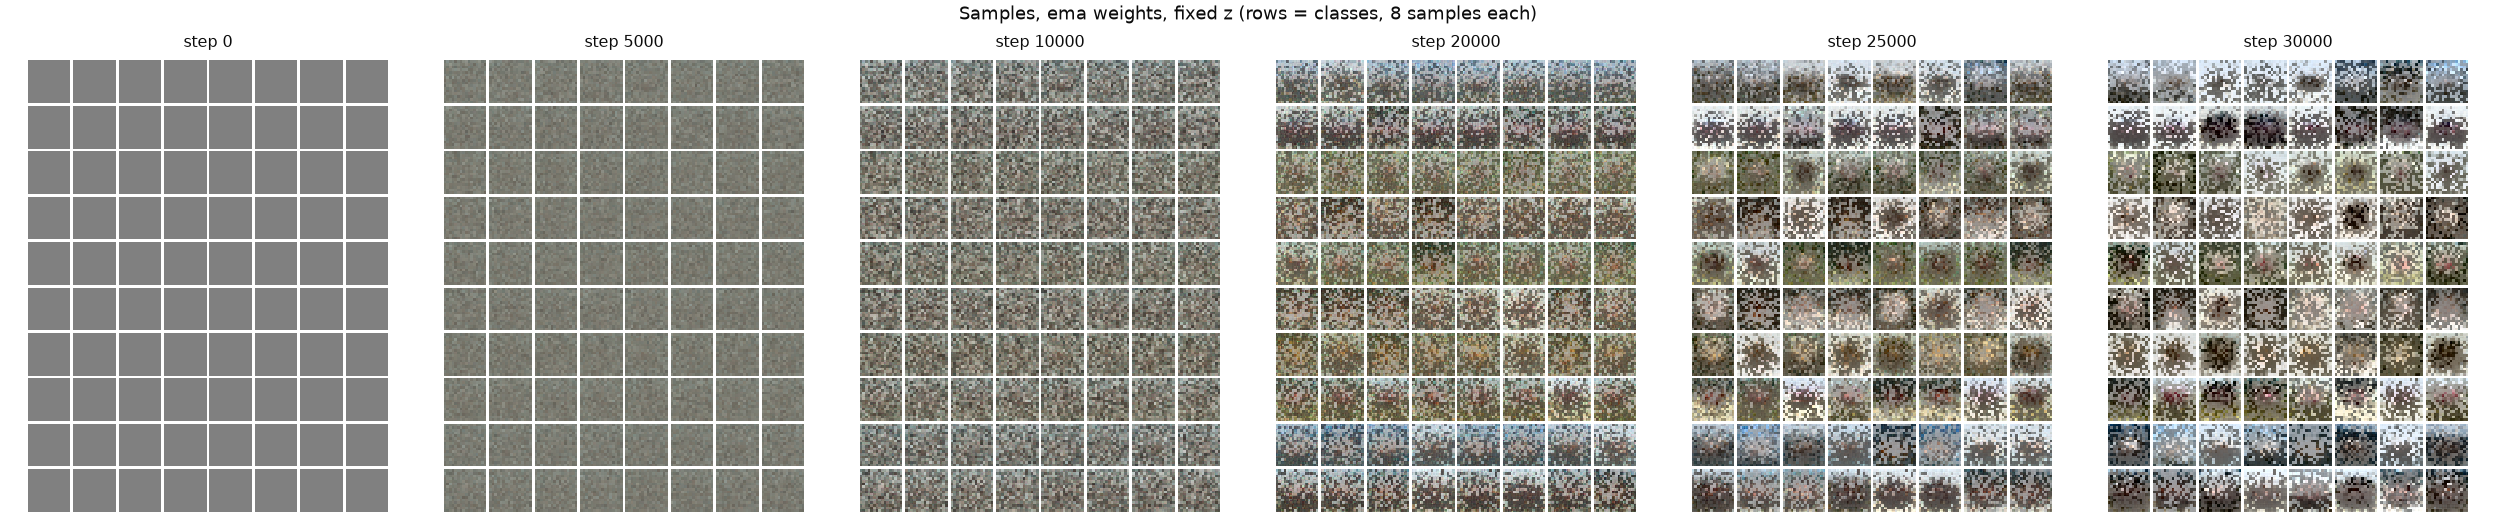 Samples, ema weights, fixed z (rows = classes, 8 samples each)
step 0
step 5000
step 10000
step 20000
step 25000
step 30000